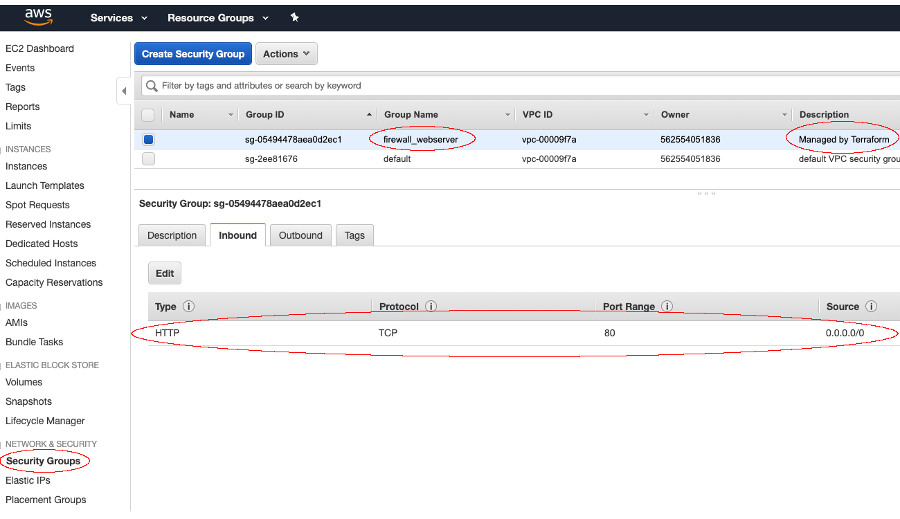 aws Services Resource Groups
EC2 Dashboard
Events
Tags
Reports
Limits
INSTANCES
Instances
Launch Templates
Spot Requests
Reserved Instances
Dedicated Hosts
Scheduled Instances
Capacity Reservations
IMAGES
AMIs
Bundle Tasks
ELASTIC BLOCK STORE
Volumes
Snapshots
Lifecycle Manager
NETWORK & SECURITY
Security Groups
Elastic IPs
Placement Groups
Create Security Group Actions
Filter by tags and attributes or search by keyword
Name Group ID Group Name VPC ID Owner Description
sg-05494478aea0d2ec1 firewall_webserver vpc-00009f7a 562554051836 Managed by Terraform
sg-2ee81676 default vpc-00009f7a 562554051836 default VPC security grou
Security Group: sg-05494478aea0d2ec1
Description Inbound Outbound Tags
Edit
Type Protocol Port Range Source
HTTP TCP 80 0.0.0.0/0